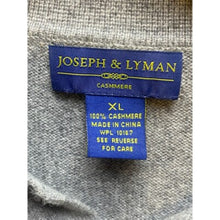 JOSEPH & LYMAN
CASHMERE
XL
100% CASHMERE
MADE IN CHINA
WPL 10187
SEE REVERSE
FOR CARE